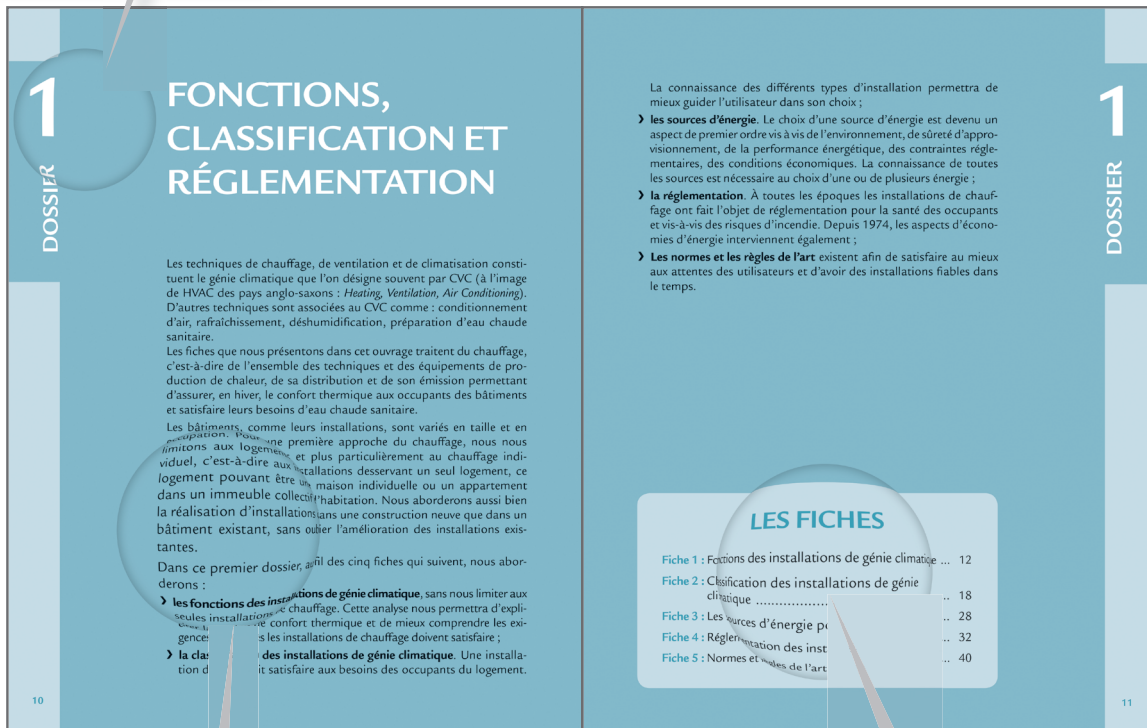 1
DOSSIER
FONCTIONS,
CLASSIFICATION ET
RÉGLEMENTATION
Les techniques de chauffage, de ventilation et de climatisation consti-
tuent le génie climatique que l'on désigne souvent par CVC (à l'image
de HVAC des pays anglo-saxons : Heating, Ventilation, Air Conditioning).
D'autres techniques sont associées au CVC comme : conditionnement
d'air, rafraîchissement, déshumidification, préparation d'eau chaude
sanitaire.
Les fiches que nous présentons dans cet ouvrage traitent du chauffage,
c'est-à-dire de l'ensemble des techniques et des équipements de pro-
duction de chaleur, de sa distribution et de son émission permettant
d'assurer, en hiver, le confort thermique aux occupants des bâtiments
et satisfaire leurs besoins d'eau chaude sanitaire.
Les bâtiments, comme leurs installations, sont variés en taille et en
occupation. Pour une première approche du chauffage, nous nous
limitons aux logements et plus particulièrement au chauffage indi-
viduel, c'est-à-dire aux installations desservant un seul logement, ce
logement pouvant être une maison individuelle ou un appartement
dans un immeuble collectif d'habitation. Nous aborderons aussi bien
la réalisation d'installations dans une construction neuve que dans un
bâtiment existant, sans oublier l'amélioration des installations exis-
tantes.
Dans ce premier dossier, au fil des cinq fiches qui suivent, nous abor-
derons :
❯ les fonctions des installations de génie climatique, sans nous limiter aux
seules installations de chauffage. Cette analyse nous permettra d'expli-
confort thermique et de mieux comprendre les exi-
gences les installations de chauffage doivent satisfaire ;
❯ la des installations de génie climatique. Une installa-
tion satisfaire aux besoins des occupants du logement.
10
La connaissance des différents types d'installation permettra de
mieux guider l'utilisateur dans son choix ;
❯ les sources d'énergie. Le choix d'une source d'énergie est devenu un
aspect de premier ordre vis à vis de l'environnement, de sûreté d'appro-
visionnement, de la performance énergétique, des contraintes régle-
mentaires, des conditions économiques. La connaissance de toutes
les sources est nécessaire au choix d'une ou de plusieurs énergie ;
❯ la réglementation. À toutes les époques les installations de chauf-
fage ont fait l'objet de réglementation pour la santé des occupants
et vis-à-vis des risques d'incendie. Depuis 1974, les aspects d'écono-
mies d'énergie interviennent également ;
❯ Les normes et les règles de l'art existent afin de satisfaire au mieux
aux attentes des utilisateurs et d'avoir des installations fiables dans
le temps.
LES FICHES
Fiche 1 : Fonctions des installations de génie climatique ... 12
Fiche 2 : Classification des installations de génie
climatique .................... 18
Fiche 3 : Les sources d'énergie .. 28
Fiche 4 : Réglementation des .. 32
Fiche 5 : Normes et règles de l'art .. 40
1
DOSSIER
11